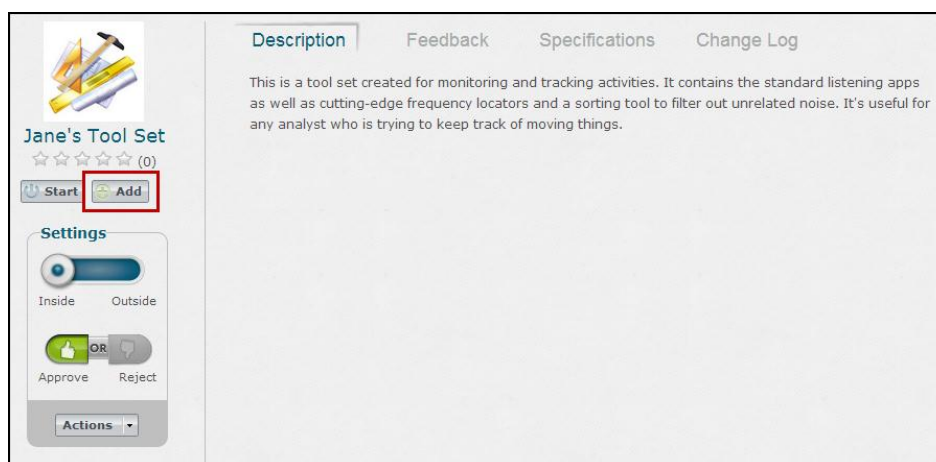 Description Feedback Specifications Change Log
This is a tool set created for monitoring and tracking activities. It contains the standard listening apps
as well as cutting-edge frequency locators and a sorting tool to filter out unrelated noise. It's useful for
any analyst who is trying to keep track of moving things.
Jane's Tool Set
(0)
Start Add
Settings
Inside Outside
OR
Approve Reject
Actions